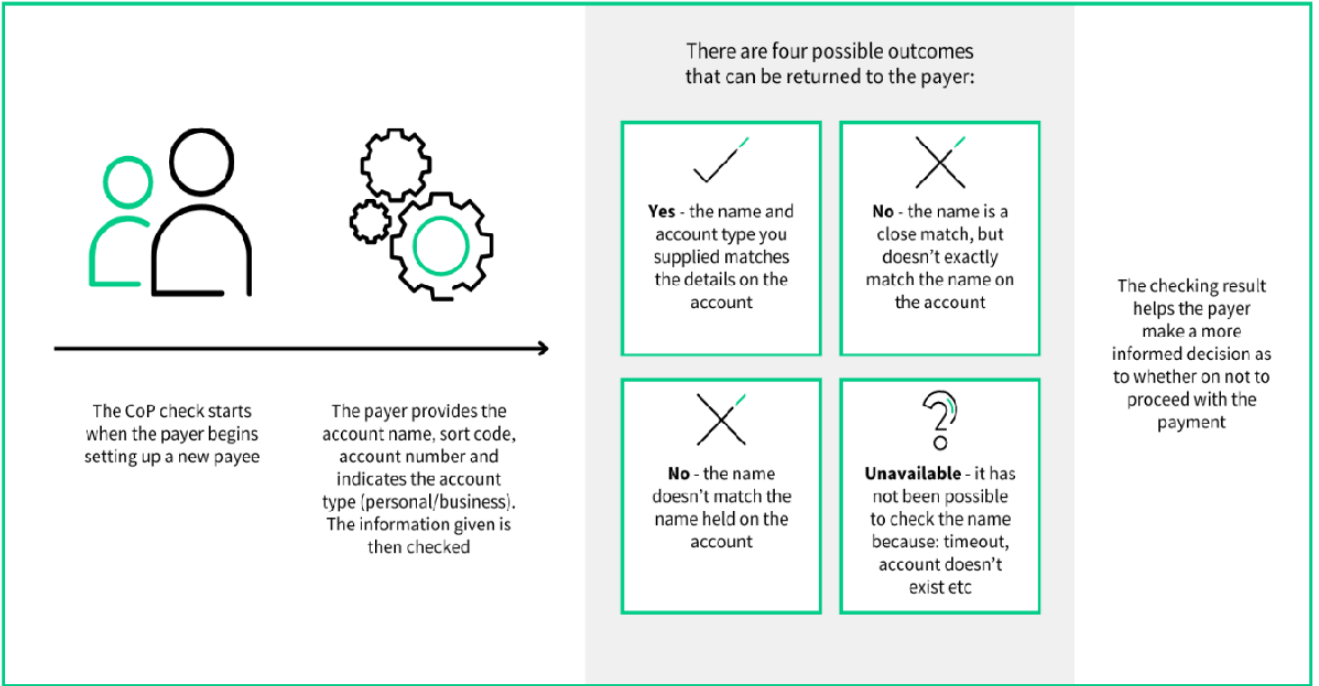 The CoP check starts
when the payer begins
setting up a new payee
The payer provides the
account name, sort code,
account number and
indicates the account
type (personal/business).
The information given is
then checked
There are four possible outcomes
that can be returned to the payer:
Yes - the name and
account type you
supplied matches
the details on the
account
No - the name is a
close match, but
doesn't exactly
match the name on
the account
No - the name
doesn't match the
name held on the
account
Unavailable - it has
not been possible
to check the name
because: timeout,
account doesn't
exist etc
The checking result
helps the payer
make a more
informed decision as
to whether on not to
proceed with the
payment